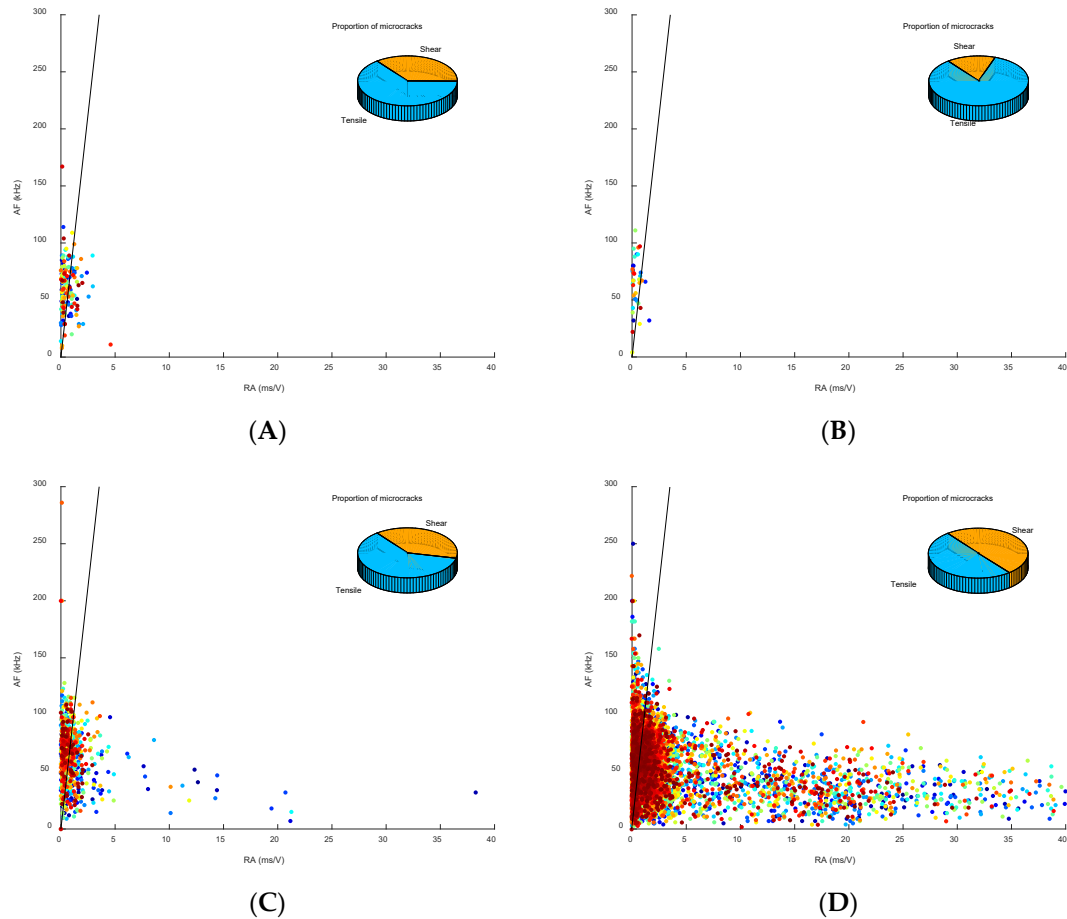 Proportion of microcracks
Shear
Tensile
AF (kHz)
300
250
200
150
100
50
0
0 5 10 15 20 25 30 35 40
RA (ms/V)
(A)
Proportion of microcracks
Shear
Tensile
AF (kHz)
300
250
200
150
100
50
0
0 5 10 15 20 25 30 35 40
RA (ms/V)
(B)
Proportion of microcracks
Shear
Tensile
AF (kHz)
300
250
200
150
100
50
0
0 5 10 15 20 25 30 35 40
RA (ms/V)
(C)
Proportion of microcracks
Shear
Tensile
AF (kHz)
300
250
200
150
100
50
0
0 5 10 15 20 25 30 35 40
RA (ms/V)
(D)